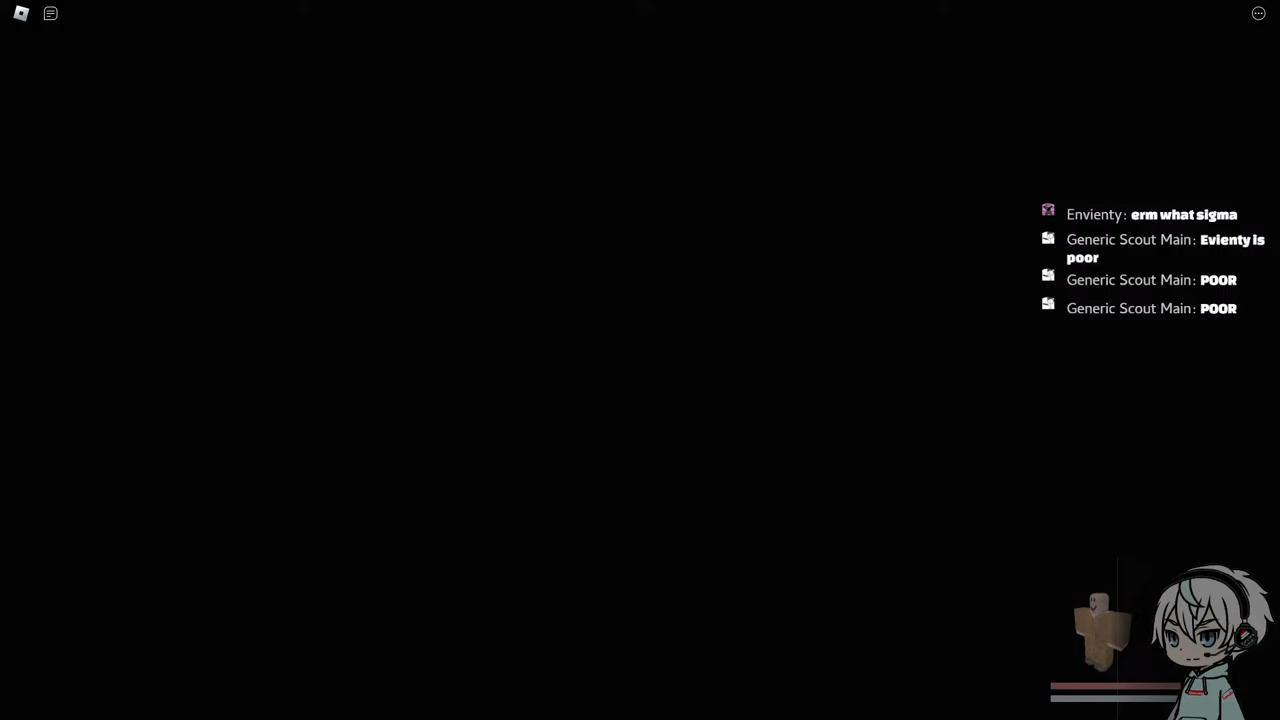 Envienty: erm what sigma
Generic Scout Main: Evienty is
poor
Generic Scout Main: POOR
Generic Scout Main: POOR